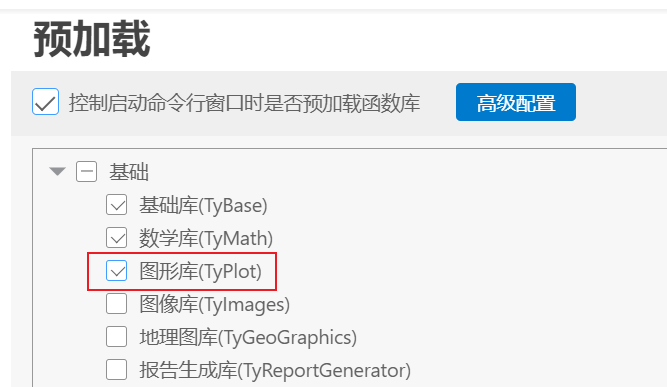 预加载
控制启动命令行窗口时是否预加载函数库 高级配置
基础
基础库(TyBase)
数学库(TyMath)
图形库(TyPlot)
图像库(TyImages)
地理图库(TyGeoGraphics)
报告生成库(TyReportGenerator)